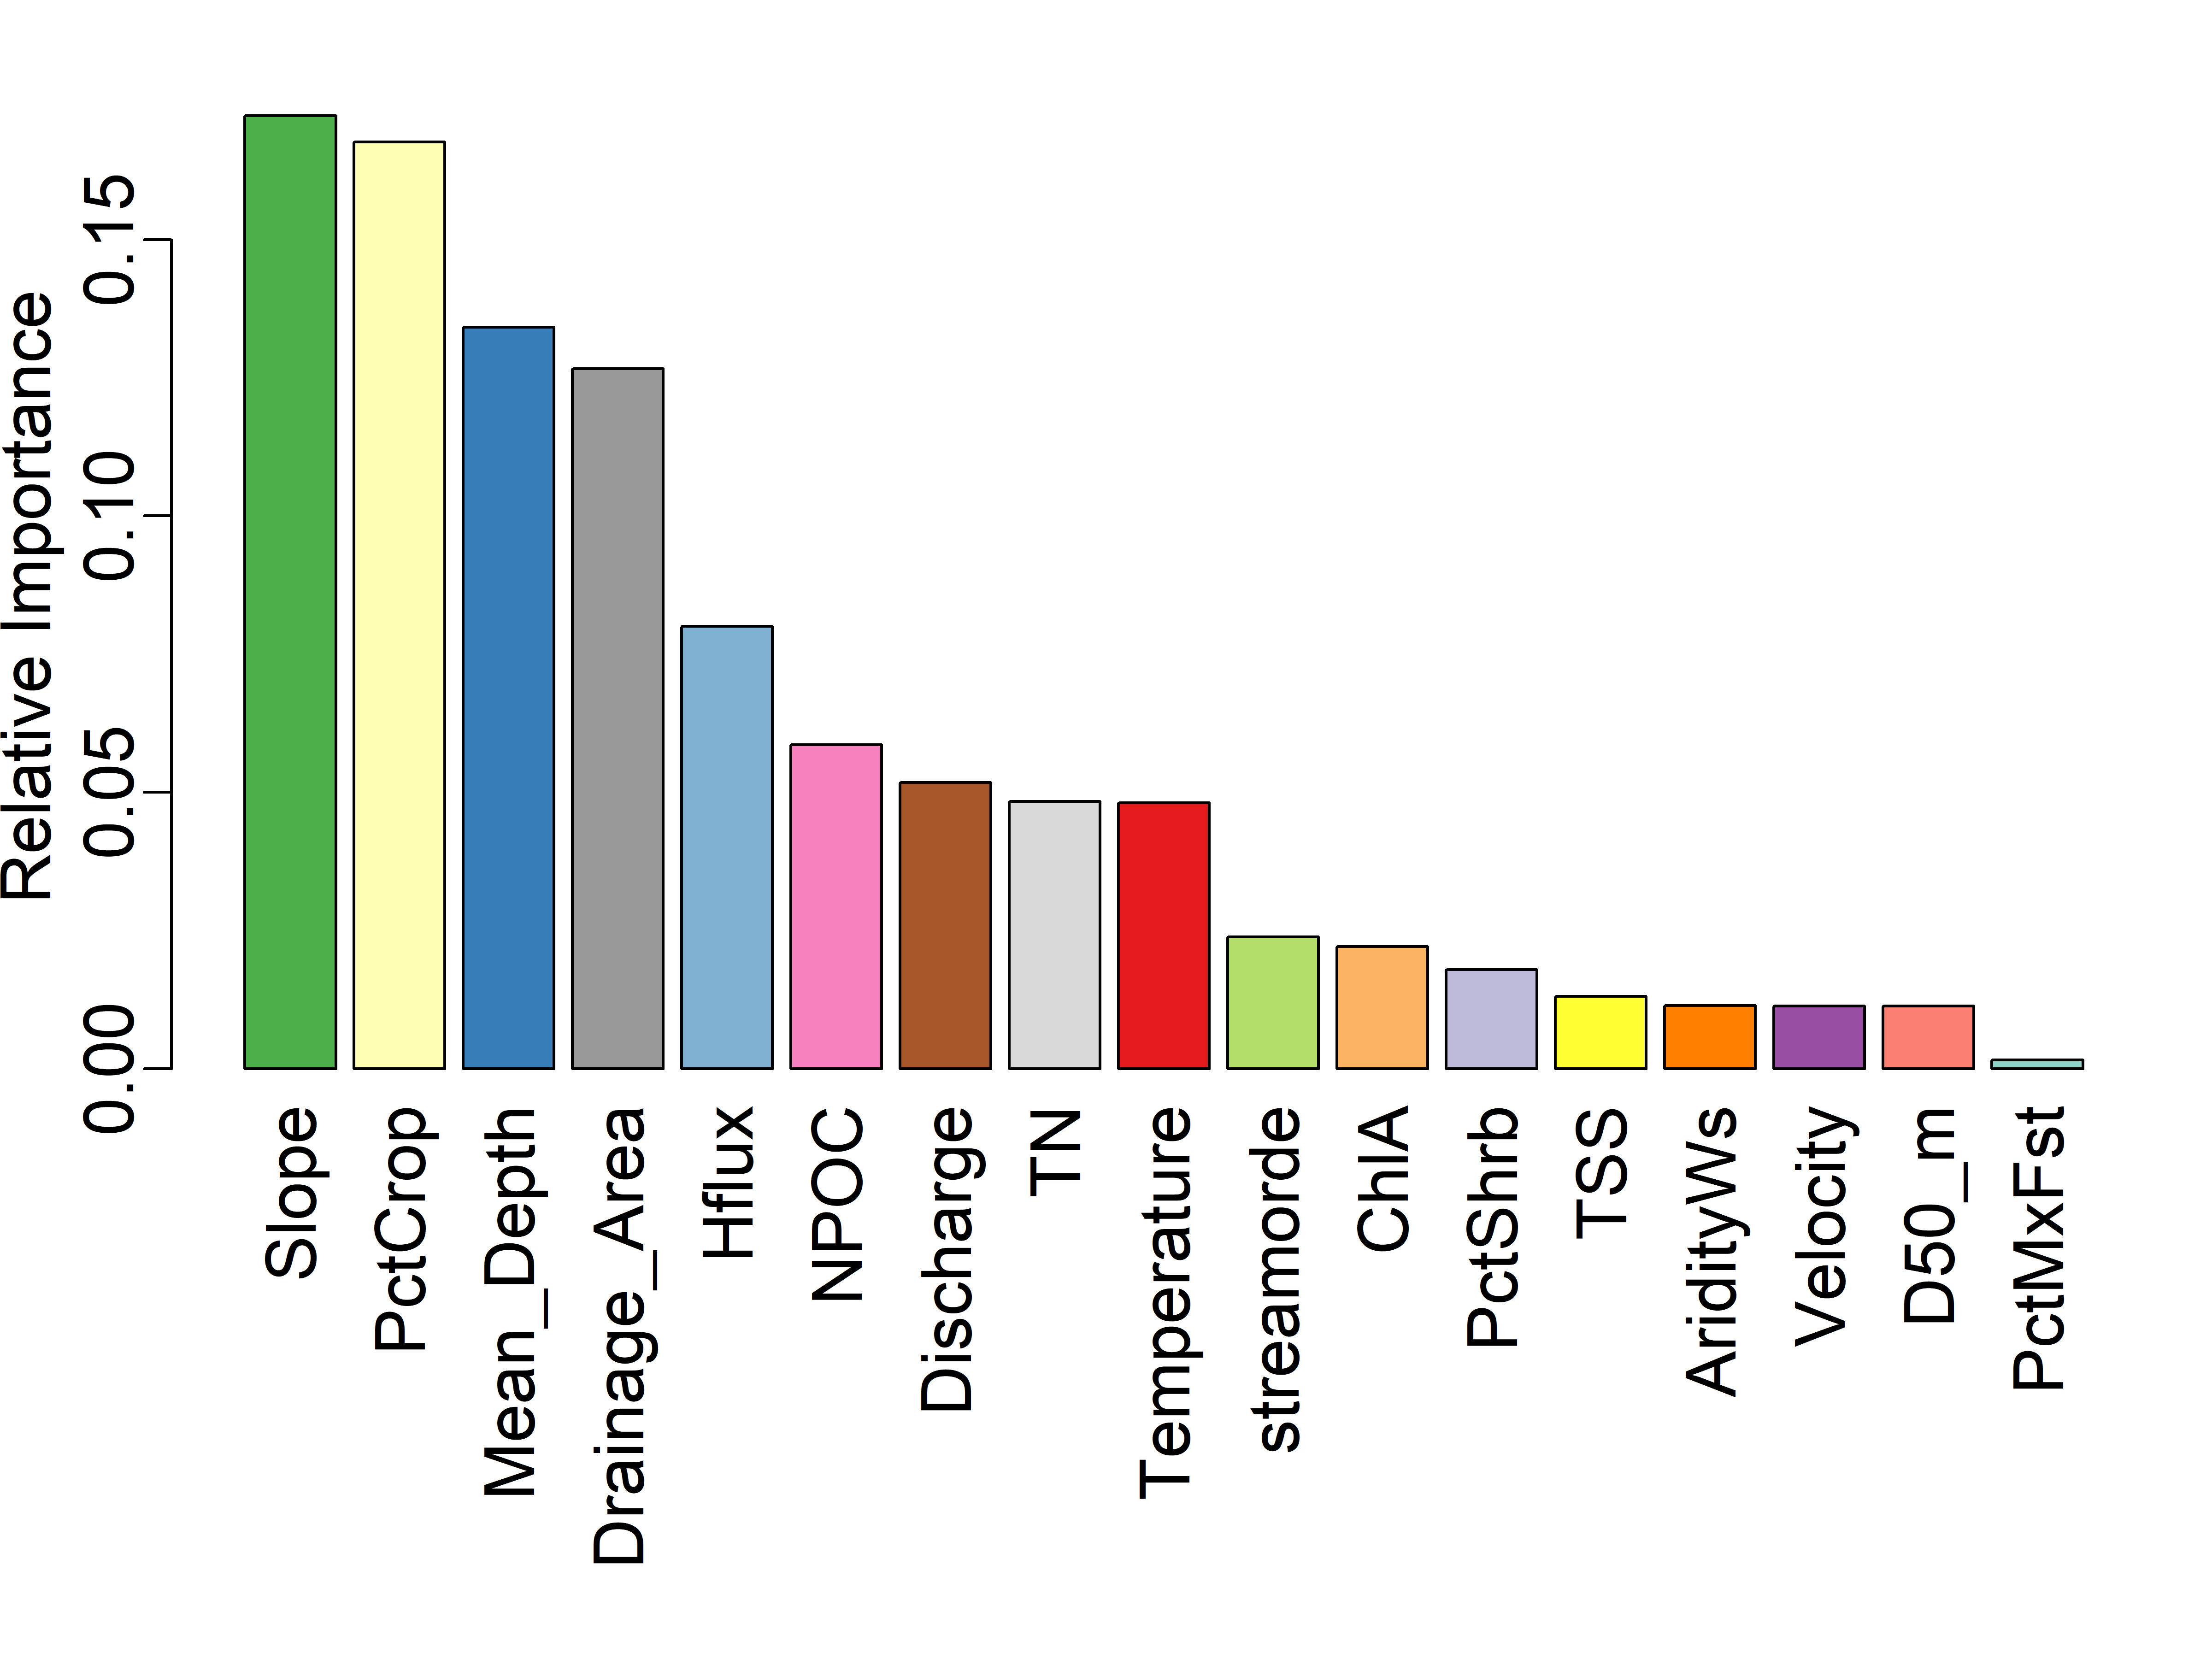 Relative Importance
0.15
0.10
0.05
0.00
Slope
PctCrop
Mean_Depth
Drainage_Area
Hflux
NPOC
Discharge
TN
Temperature
streamorde
ChlA
PctShrb
TSS
AridityWs
Velocity
D50_m
PctMxFst